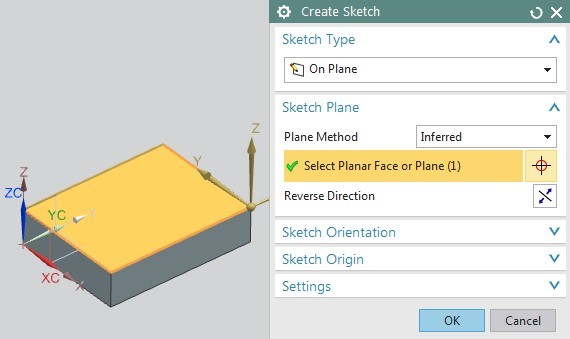 Create Sketch
Sketch Type
On Plane
Sketch Plane
Plane Method Inferred
Select Planar Face or Plane (1)
Reverse Direction
Sketch Orientation
Sketch Origin
Settings
OK Cancel
Z
Y
Z
ZC
YC
Y
XC
X